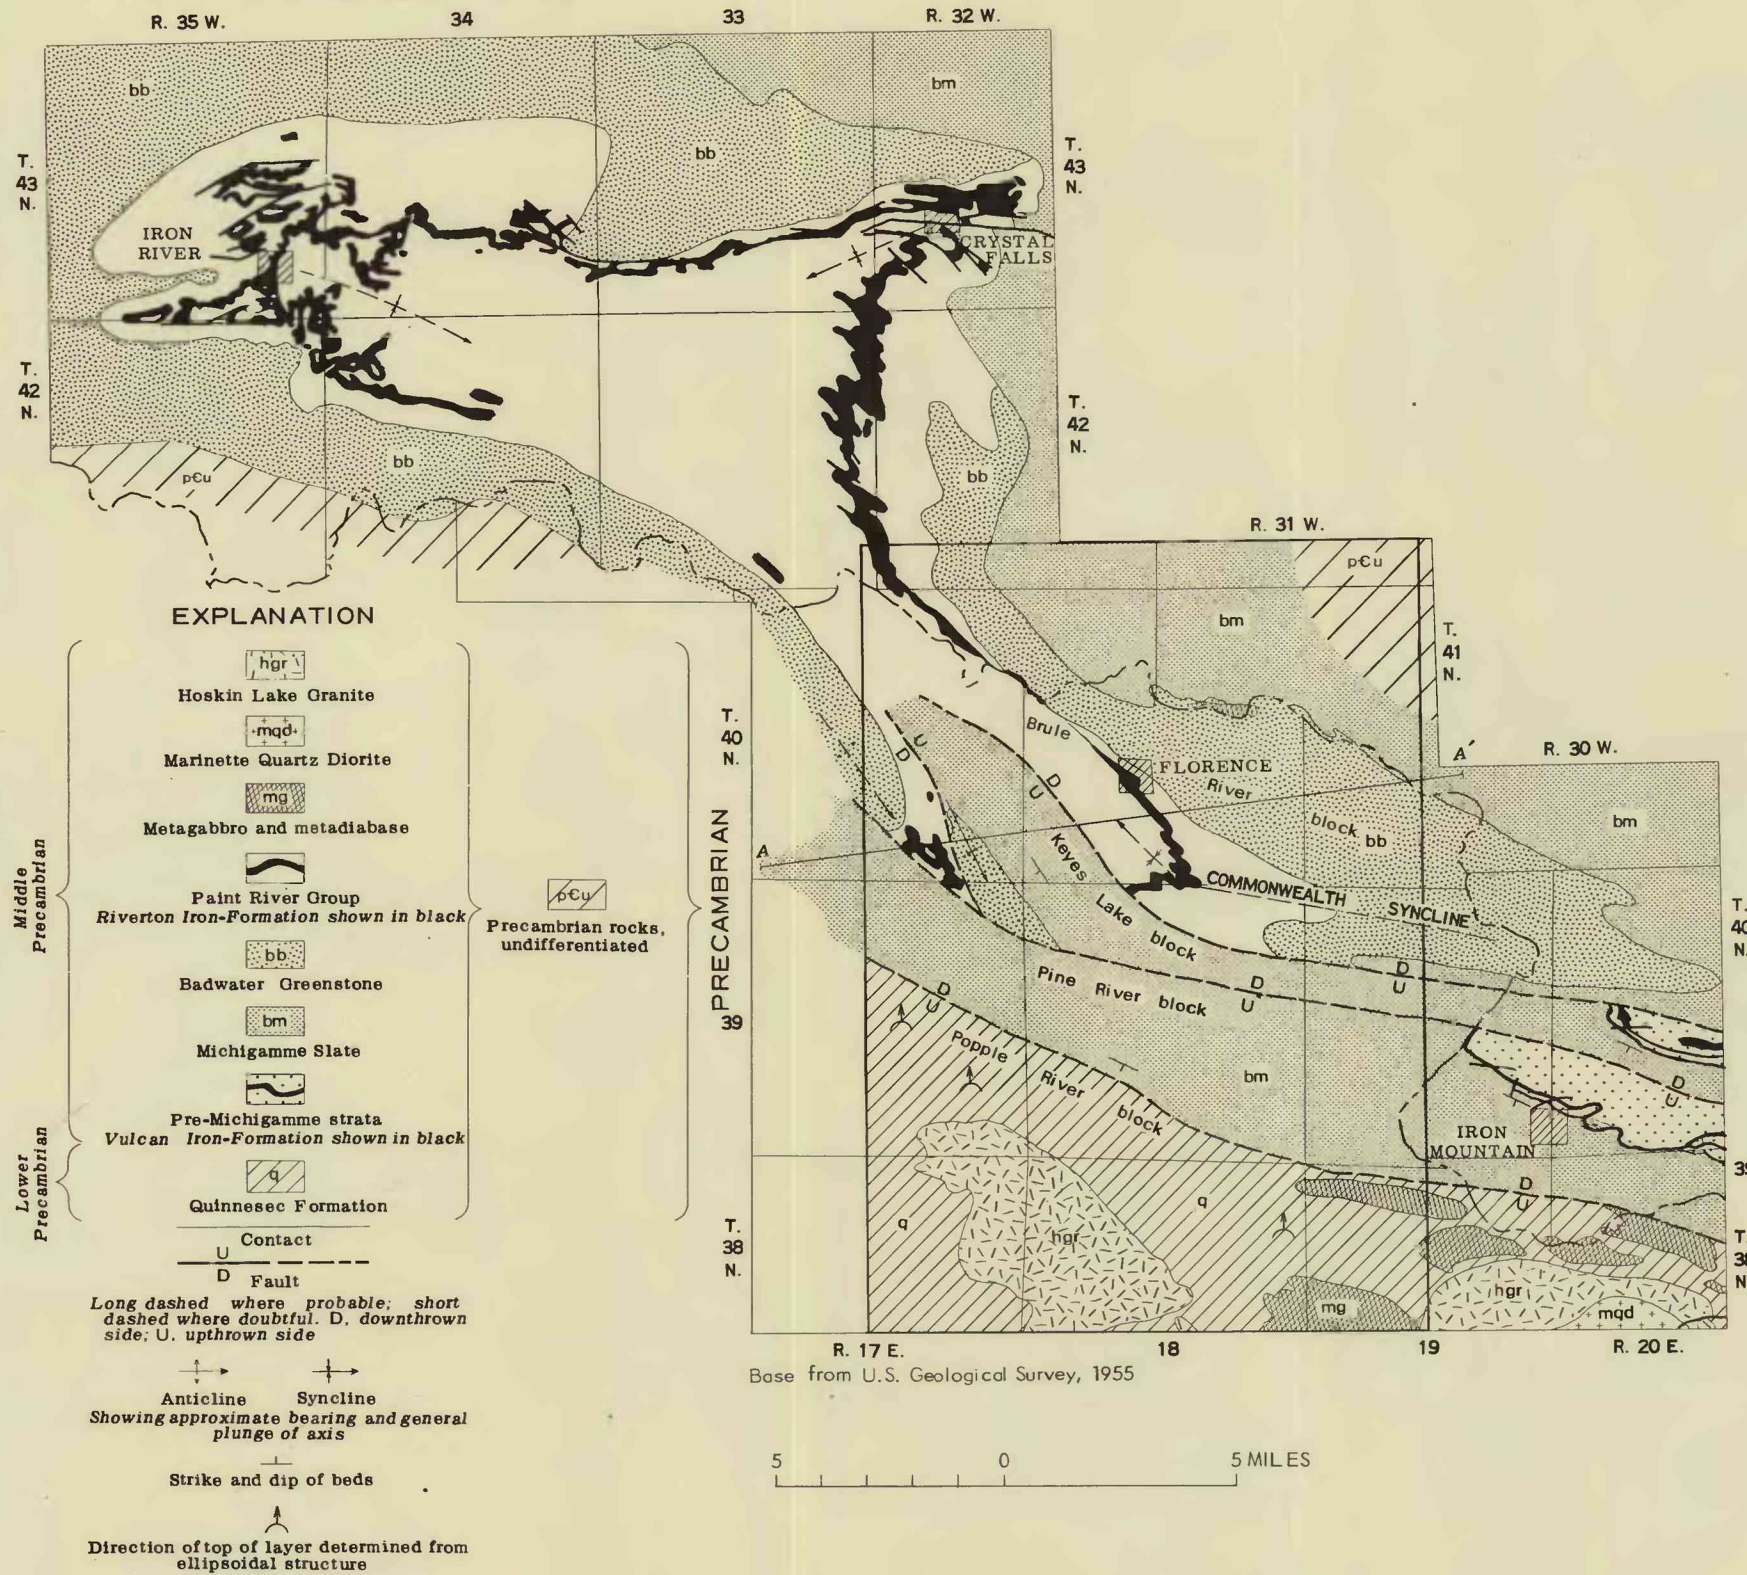 R. 35 W. 34 33 R. 32 W.
bb
bm
T.
43
N.
T.
43
N.
bb
IRON
RIVER
CRYSTAL
FALLS
T.
42
N.
T.
42
N.
bb
bb
p€u
R. 31 W.
p€u
bm
T.
41
N.
EXPLANATION
hgr
Hoskin Lake Granite
mqd
Marinette Quartz Diorite
mg
Metagabbro and metadiabase
Paint River Group
Riverton Iron-Formation shown in black
bb
Badwater Greenstone
bm
Michigamme Slate
Pre-Michigamme strata
Vulcan Iron-Formation shown in black
q
Quinnesec Formation
Middle
Precambrian
Lower
Precambrian
p€u
Precambrian rocks,
undifferentiated
PRECAMBRIAN
Contact
U
D
Fault
Long dashed where probable; short
dashed where doubtful. D, downthrown
side; U, upthrown side
Anticline Syncline
Showing approximate bearing and general
plunge of axis
Strike and dip of beds
Direction of top of layer determined from
ellipsoidal structure
T.
40
N.
U
D
Brule
River
block
bb
FLORENCE
A'
R. 30 W.
bm
D
U
A
Keyes
Lake block
COMMONWEALTH SYNCLINE
T.
40
N.
39
D
U
Pine River block
D
U
D
U
Popple
River
block
bm
D
U
IRON
MOUNTAIN
39
D
U
T.
38
N.
q
hgr
q
mg
hgr
mqd
T
38
N
R. 17 E. 18 19 R. 20 E.
Base from U.S. Geological Survey, 1955
5 0 5 MILES